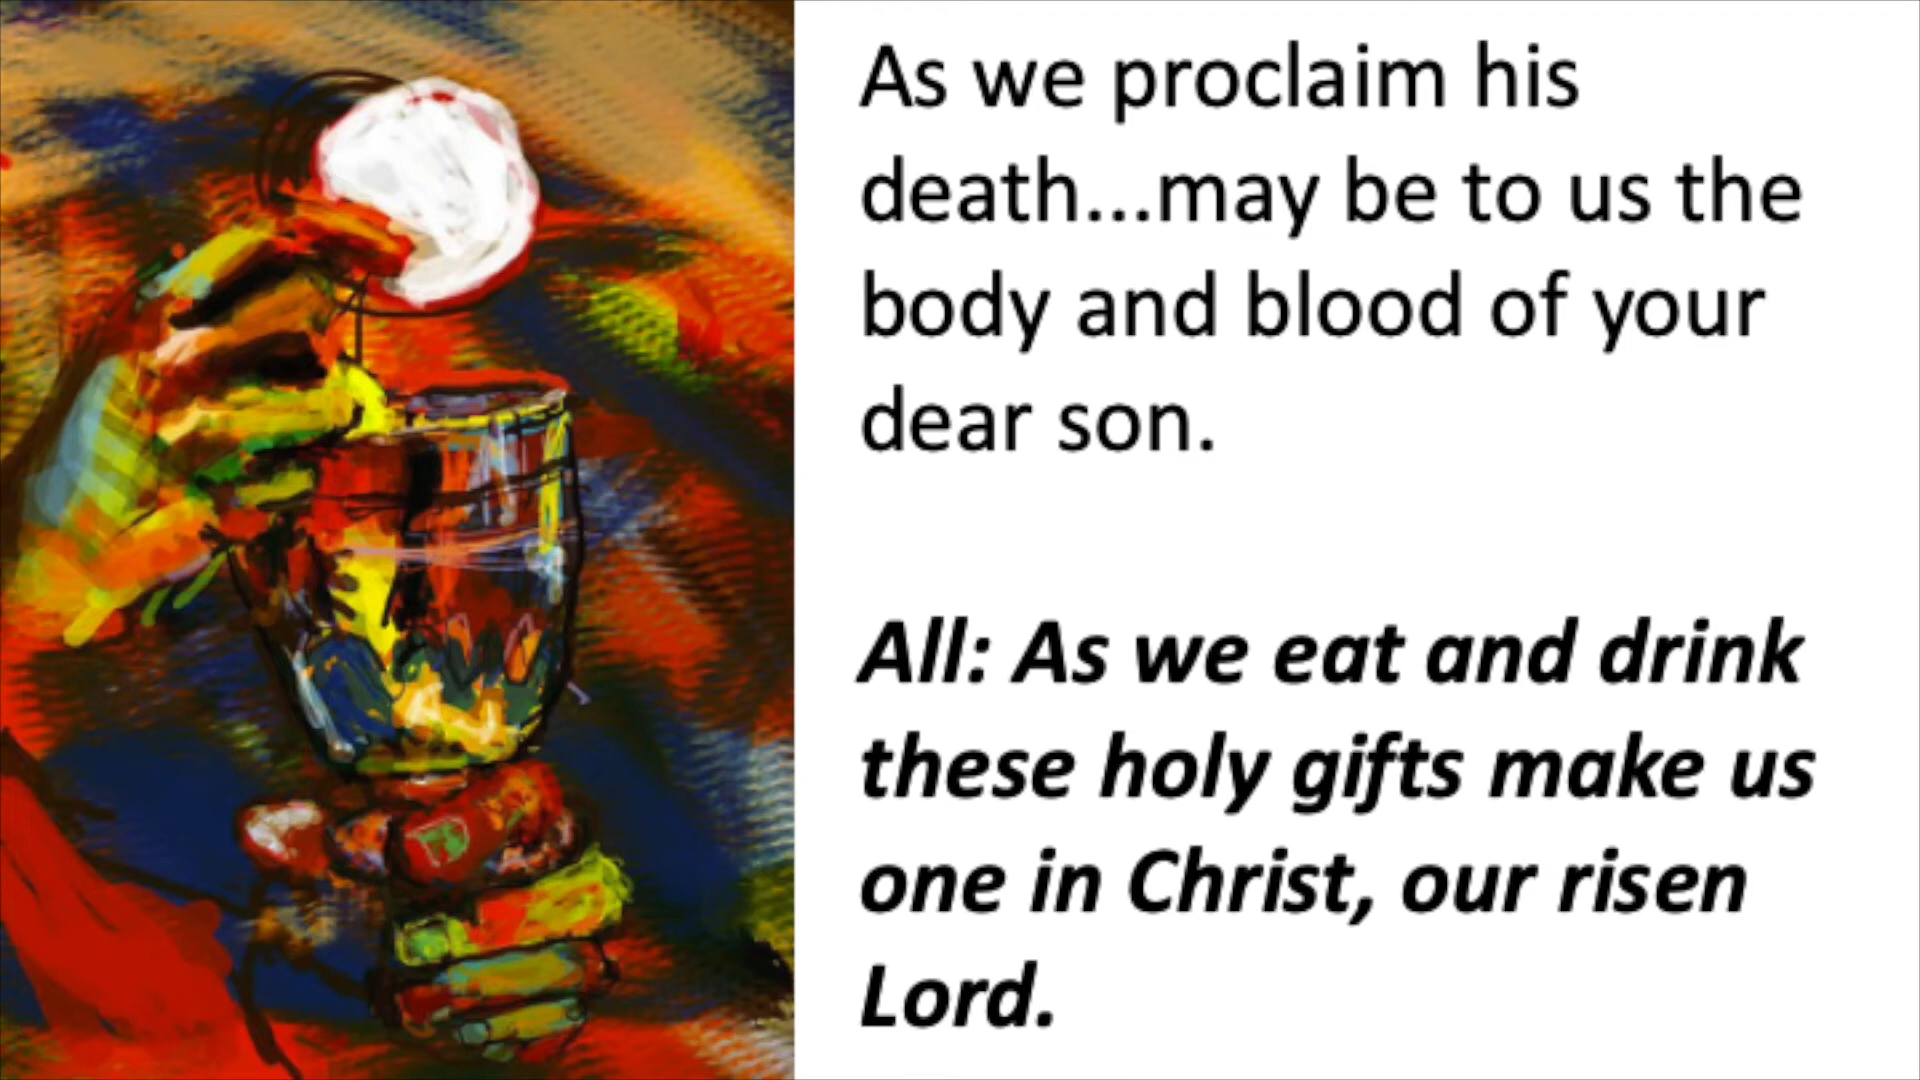 As we proclaim his
death...may be to us the
body and blood of your
dear son.
All: As we eat and drink
these holy gifts make us
one in Christ, our risen
Lord.